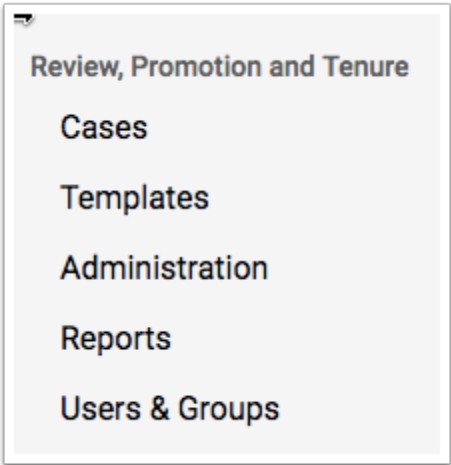 Review, Promotion and Tenure
Cases
Templates
Administration
Reports
Users & Groups